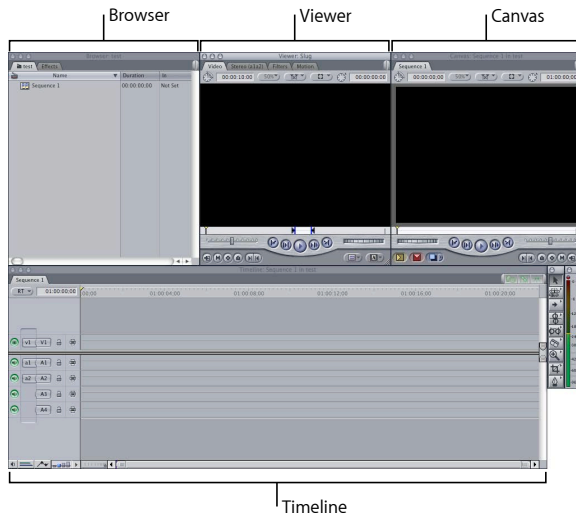 Browser
Viewer
Canvas
Browser: test
Viewer: Slug
Canvas: Sequence 1 in test
test Effects
Video Stereo (a1a2) Filters Motion
Sequence 1
Name Duration In
00:00:10:00 50% 00:00:00:00
00:00:00:00 50% 01:00:00:00
Sequence 1 00:00:00:00 Not Set
Timeline: Sequence 1 in test
Sequence 1
RT 01:00:00:00 00:00 01:00:04:00 01:00:08:00 01:00:12:00 01:00:16:00 01:00:20:00
v1 V1
a1 A1
a2 A2
A3
A4
Timeline